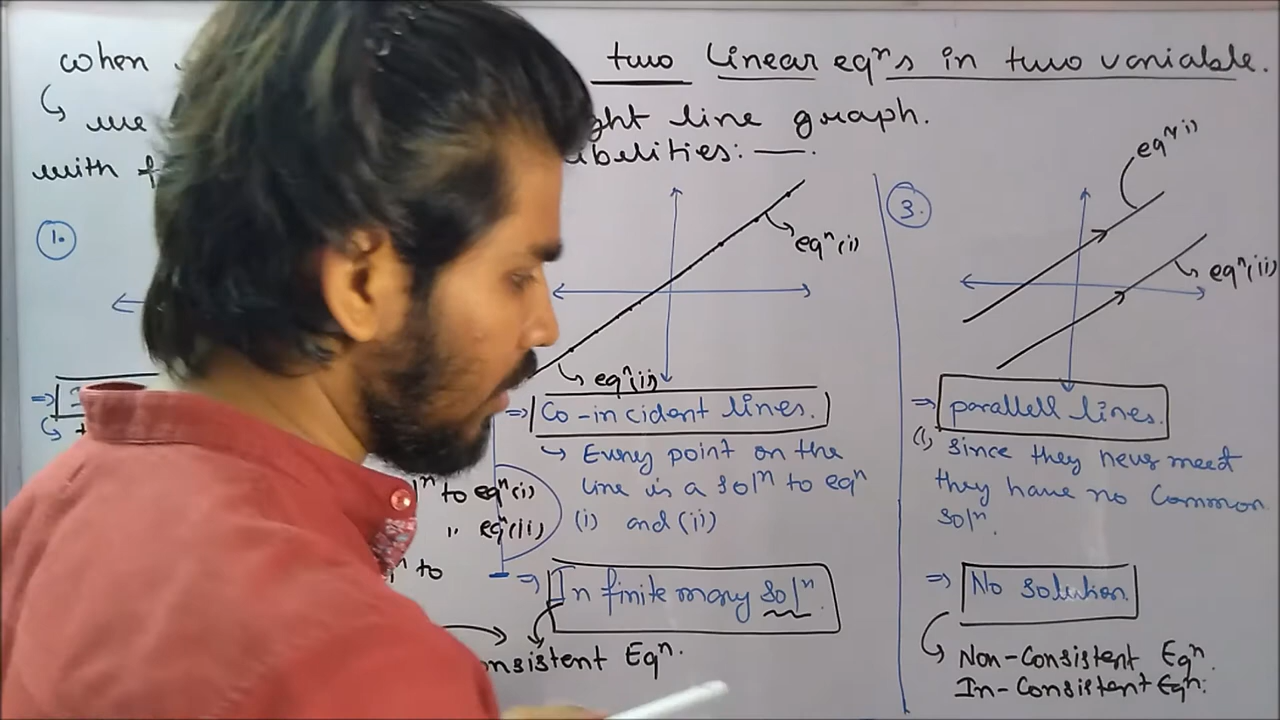 when two linear eqⁿs in two variable.
we ght line graph.
with f ibelities: —.
1.
eqⁿ(i)
eqⁿ(ii)
⇒ Co-incident lines.
↳ Every point on the
line is a solⁿ to eqⁿ
(i) and (ii)
⇒ In finite many solⁿ.
lⁿ to eqⁿ(i)
" eqⁿ(ii)
ⁿ to
nsistent Eqⁿ.
3.
eqⁿ(i)
eqⁿ(ii)
⇒ parallell lines.
(i) since they never meet
they have no common
solⁿ.
⇒ No solution.
↳ Non-Consistent Eqⁿ.
In-Consistent Eqⁿ.